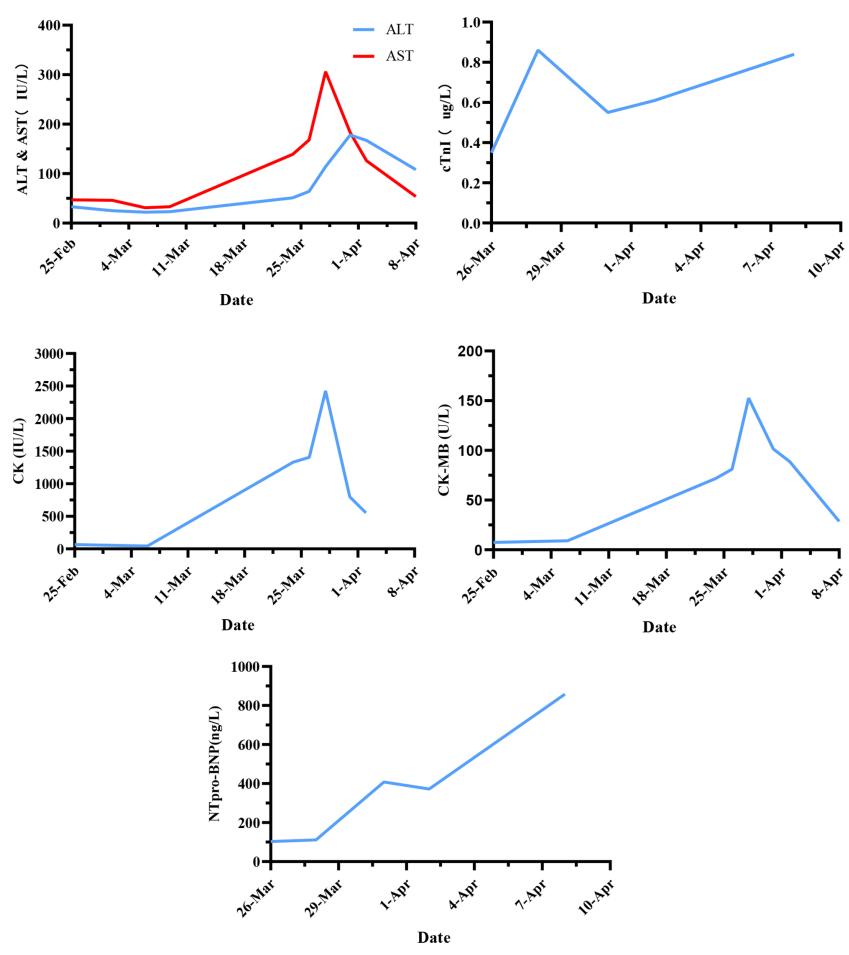 ALT & AST( IU/L)
400
300
200
100
0
ALT
AST
25-Feb
4-Mar
11-Mar
18-Mar
25-Mar
1-Apr
8-Apr
Date
cTnI( ug/L)
1.0
0.8
0.6
0.4
0.2
0.0
26-Mar
29-Mar
1-Apr
4-Apr
7-Apr
10-Apr
Date
CK (IU/L)
3000
2500
2000
1500
1000
500
0
25-Feb
4-Mar
11-Mar
18-Mar
25-Mar
1-Apr
8-Apr
Date
CK-MB (U/L)
200
150
100
50
0
25-Feb
4-Mar
11-Mar
18-Mar
25-Mar
1-Apr
8-Apr
Date
NTpro-BNP(ng/L)
1000
800
600
400
200
0
26-Mar
29-Mar
1-Apr
4-Apr
7-Apr
10-Apr
Date